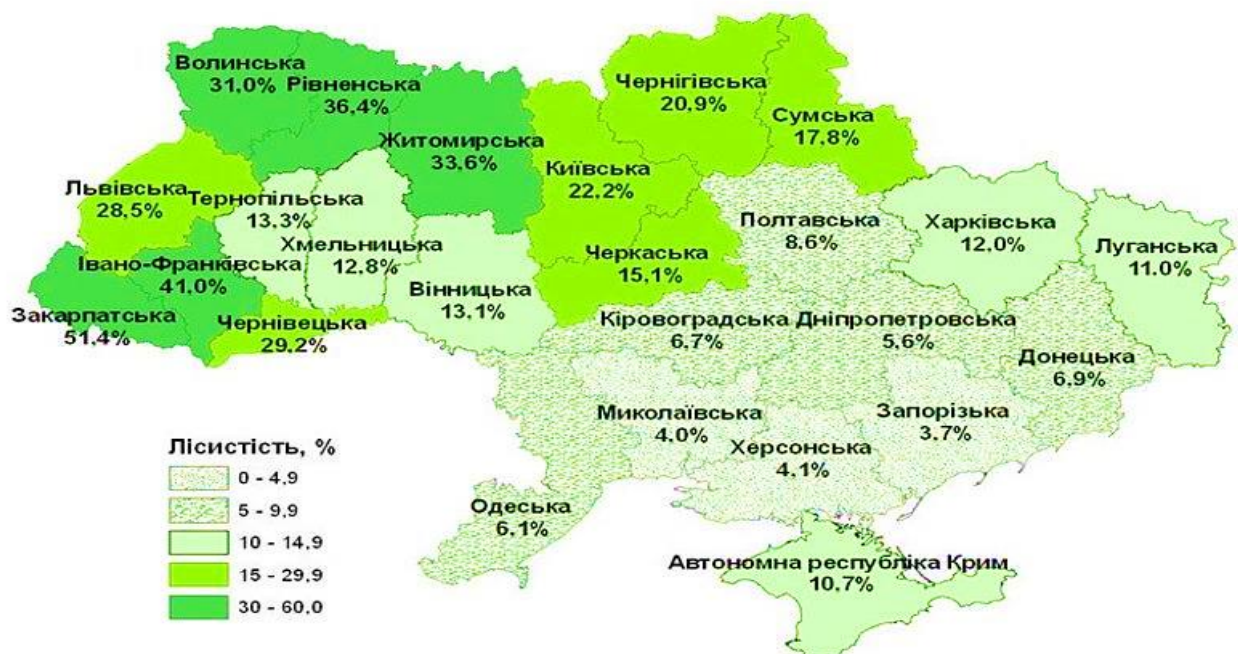 Волинська
31,0%
Рівненська
36,4%
Житомирська
33,6%
Чернігівська
20,9%
Сумська
17,8%
Київська
22,2%
Львівська
28,5%
Тернопільська
13.3%
Хмельницька
12,8%
Вінницька
13,1%
Черкаська
15,1%
Полтавська
8,6%
Харківська
12.0%
Луганська
11.0%
Івано-Франківська
41,0%
Закарпатська
51,4%
Чернівецька
29,2%
Кіровоградська
6,7%
Дніпропетровська
5,6%
Донецька
6,9%
Миколаївська
4.0%
Херсонська
4,1%
Запорізька
3.7%
Одеська
6,1%
Автономна республіка Крим
10,7%
Лісистість, %
0 - 4,9
5 - 9,9
10 - 14,9
15 - 29,9
30 - 60,0